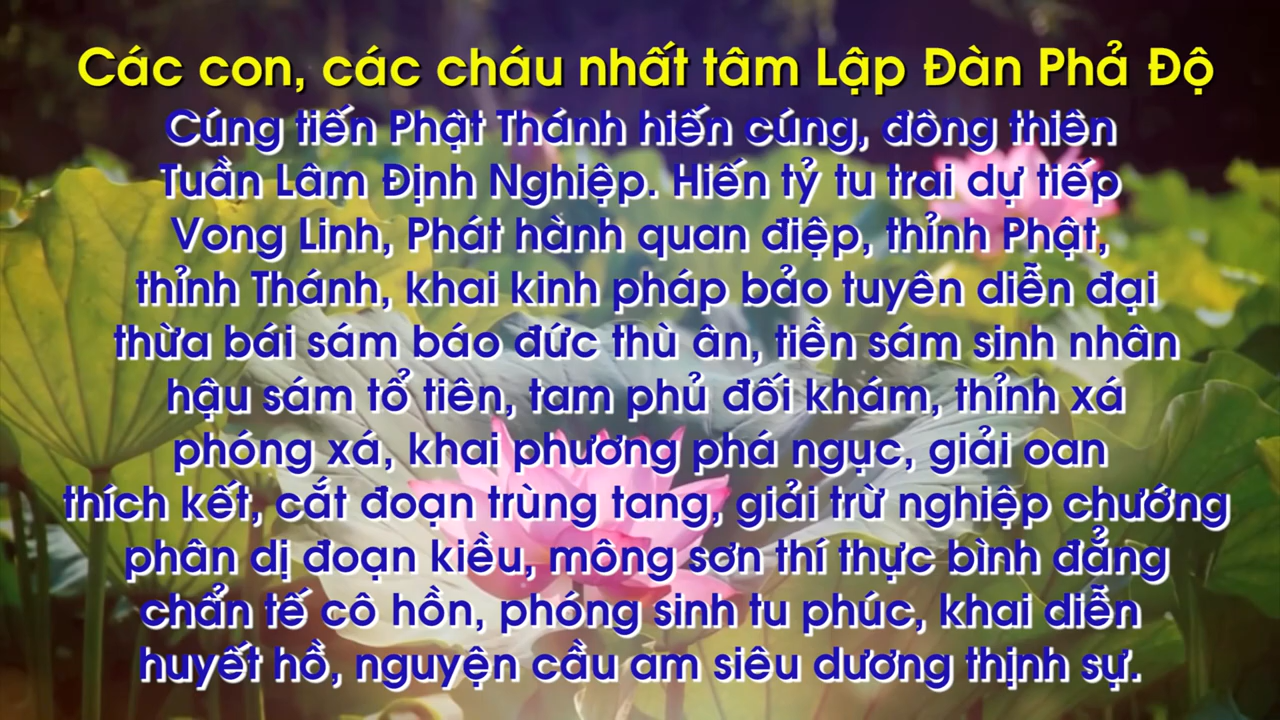 Các con, các cháu nhất tâm Lập Đàn Phả Độ
Cúng tiến Phật Thánh hiến cúng, đông thiên
Tuần Lâm Định Nghiệp. Hiến tỷ tu trai dự tiếp
Vong Linh, Phát hành quan điệp, thỉnh Phật,
thỉnh Thánh, khai kinh pháp bảo tuyên diễn đại
thừa bái sám báo đức thù ân, tiền sám sinh nhân
hậu sám tổ tiên, tam phủ đối khám, thỉnh xá
phóng xá, khai phương phá ngục, giải oan
thích kết, cắt đoạn trùng tang, giải trừ nghiệp chướng
phân dị đoạn kiều, mông sơn thí thực bình đẳng
chẩn tế cô hồn, phóng sinh tu phúc, khai diễn
huyết hồ, nguyện cầu am siêu dương thịnh sự.